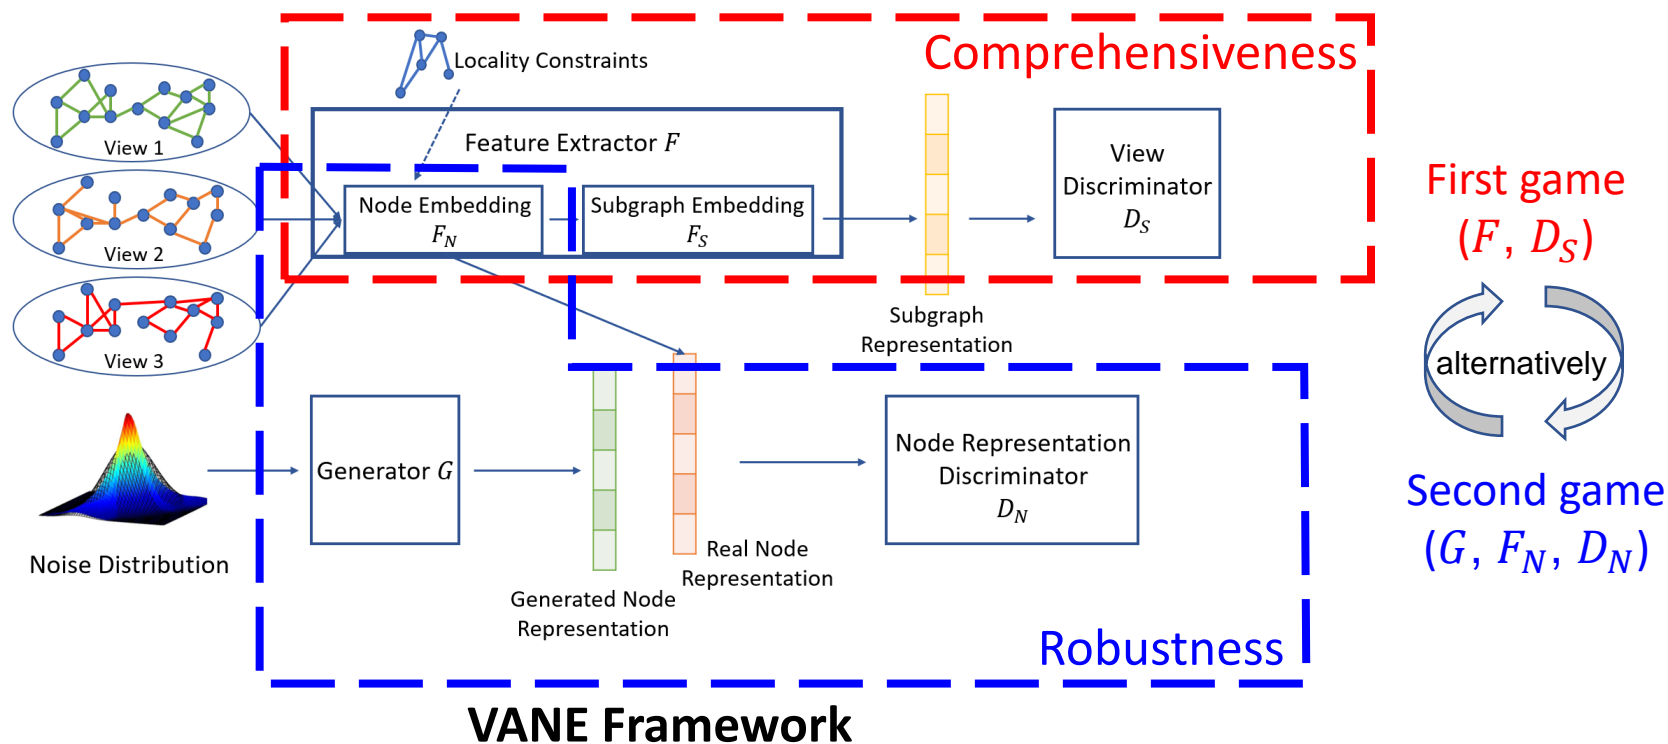 Comprehensiveness
Locality Constraints
View 1
View 2
View 3
Feature Extractor F
Node Embedding
F_N
Subgraph Embedding
F_S
View
Discriminator
D_S
Subgraph
Representation
First game
(F, D_S)
alternatively
Second game
(G, F_N, D_N)
Noise Distribution
Generator G
Generated Node
Representation
Real Node
Representation
Node Representation
Discriminator
D_N
Robustness
VANE Framework